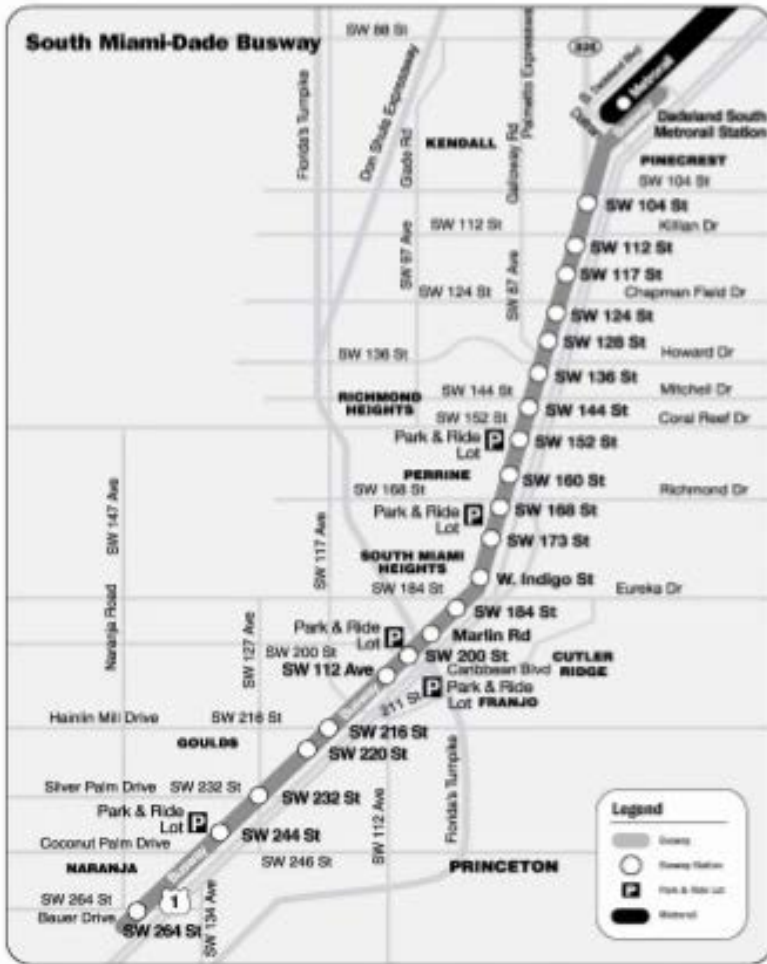 South Miami-Dade Busway
SW 88 St
Florida's Turnpike
Don Shula Expressway
Glade Rd
Galloway Rd
Palmetto Expressway
S. Dadeland Blvd
Metrorail
Dadeland South
Metrorail Station
KENDALL
PINECREST
SW 104 St
SW 104 St
SW 112 St
Killian Dr
SW 97 Ave
SW 87 Ave
SW 112 St
SW 117 St
SW 124 St
Chapman Field Dr
SW 124 St
SW 128 St
SW 136 St
Howard Dr
SW 136 St
RICHMOND
HEIGHTS
SW 144 St
Mitchell Dr
SW 144 St
SW 152 St
Coral Reef Dr
Park & Ride
Lot
P
SW 152 St
PERRINE
SW 160 St
SW 168 St
Richmond Dr
Park & Ride
Lot
P
SW 168 St
SW 147 Ave
SW 117 Ave
SW 173 St
SOUTH MIAMI
HEIGHTS
W. Indigo St
SW 184 St
Eureka Dr
SW 184 St
Naranja Road
SW 127 Ave
Park & Ride
Lot
P
Marlin Rd
SW 200 St
SW 200 St
CUTLER
RIDGE
SW 112 Ave
Caribbean Blvd
Busway
211 St
P
Park & Ride
Lot
FRANJO
Hainlin Mill Drive
SW 216 St
SW 216 St
GOULDS
SW 220 St
Silver Palm Drive
SW 232 St
SW 232 St
SW 112 Ave
Florida's Turnpike
Park & Ride
Lot
P
SW 244 St
Coconut Palm Drive
SW 246 St
Busway
NARANJA
PRINCETON
SW 264 St
Bauer Drive
1
SW 264 St
SW 134 Ave
Legend
Busway
Busway Station
P
Park & Ride Lot
Metrorail